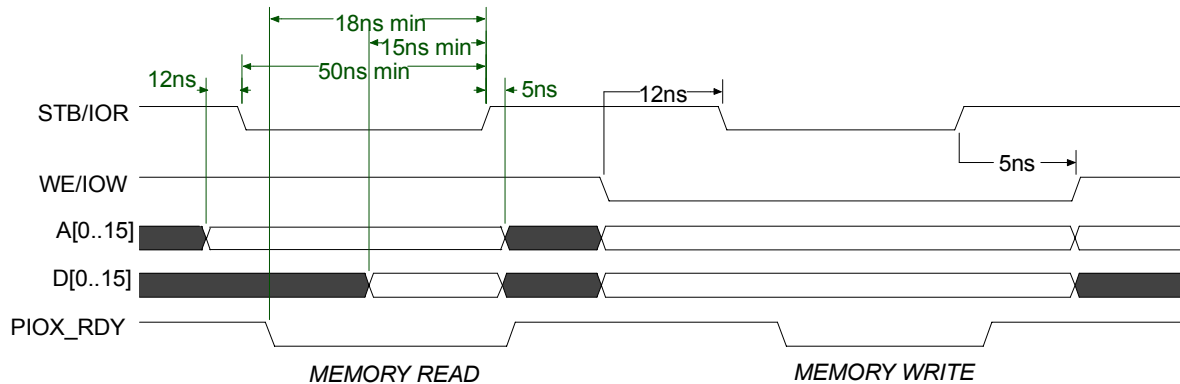 18ns min
15ns min
50ns min
12ns
5ns
STB/IOR
12ns
5ns
WE/IOW
A[0..15]
D[0..15]
PIOX_RDY
MEMORY READ
MEMORY WRITE